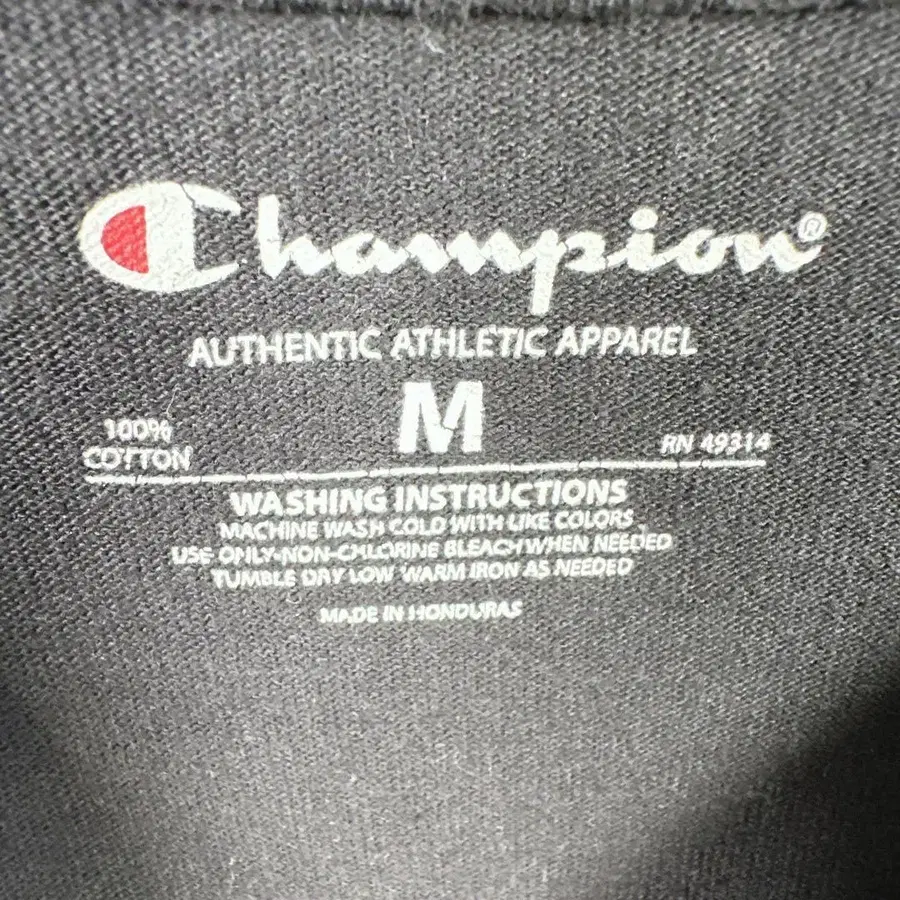 Champion®
AUTHENTIC ATHLETIC APPAREL
M
100%
COTTON
RN 49314
WASHING INSTRUCTIONS
MACHINE WASH COLD WITH LIKE COLORS
USE ONLY-NON-CHLORINE BLEACH WHEN NEEDED
TUMBLE DRY LOW WARM IRON AS NEEDED
MADE IN HONDURAS